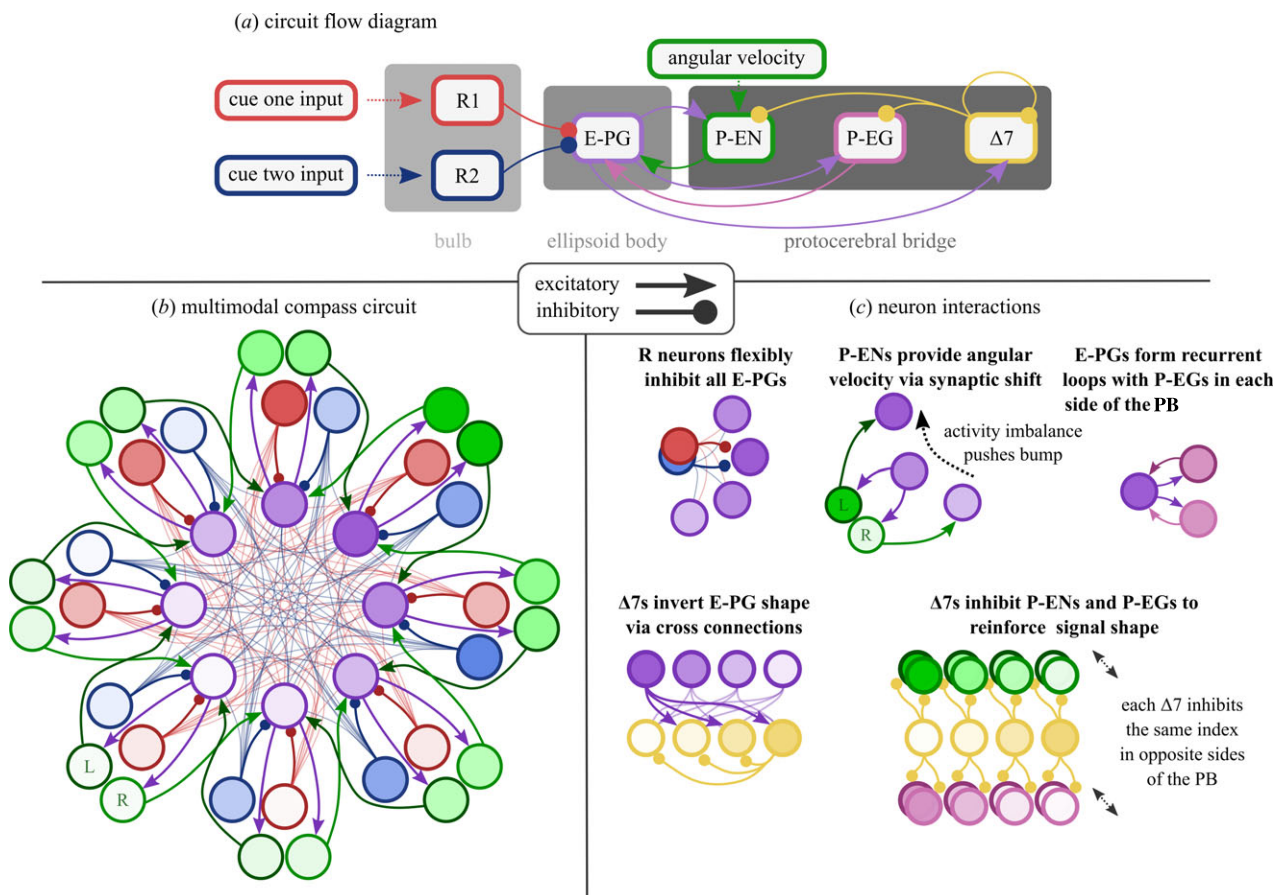 (a) circuit flow diagram
angular velocity
cue one input
R1
E-PG
P-EN
P-EG
Δ7
cue two input
R2
bulb
ellipsoid body
protocerebral bridge
excitatory
inhibitory
(b) multimodal compass circuit
L
R
(c) neuron interactions
R neurons flexibly
inhibit all E-PGs
P-ENs provide angular
velocity via synaptic shift
activity imbalance
pushes bump
L
R
E-PGs form recurrent
loops with P-EGs in each
side of the PB
Δ7s invert E-PG shape
via cross connections
Δ7s inhibit P-ENs and P-EGs to
reinforce signal shape
each Δ7 inhibits
the same index
in opposite sides
of the PB